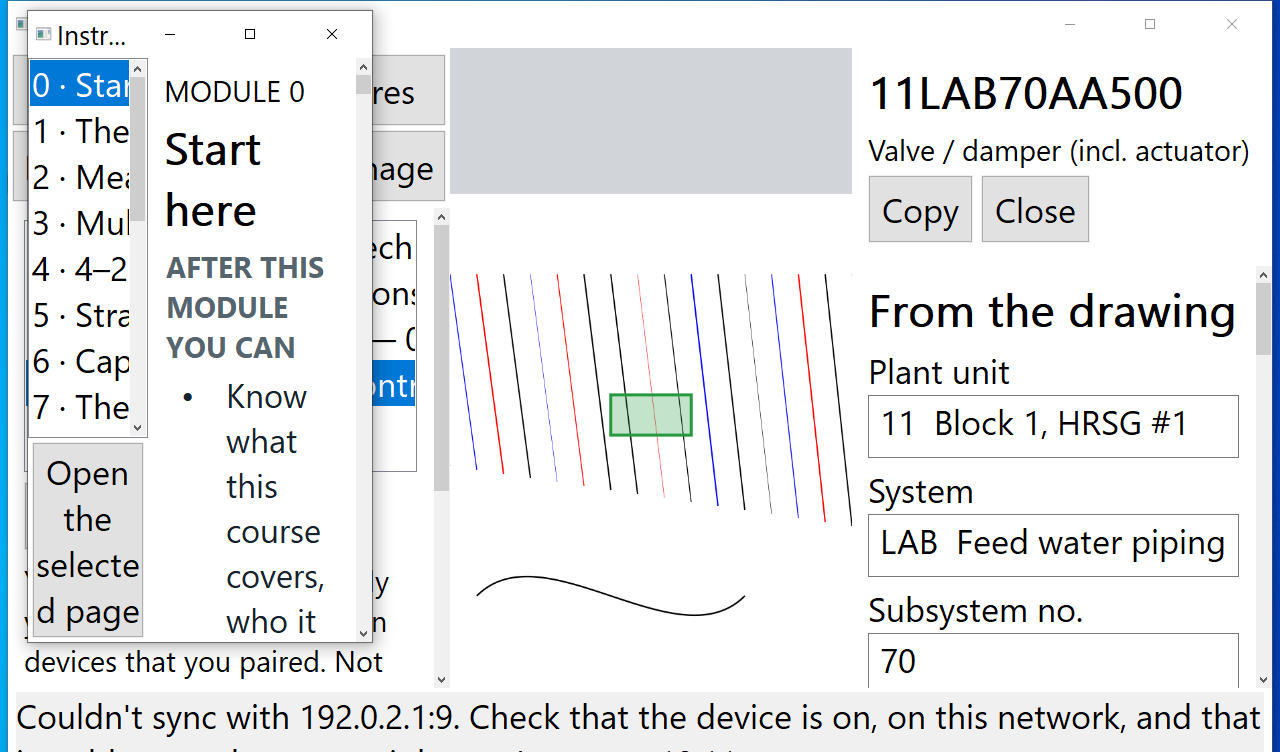 Instr...
0 · Star
1 · The
2 · Mea
3 · Mul
4 · 4–2
5 · Stra
6 · Cap
7 · The
Open
the
selecte
d page
MODULE 0
Start
here
AFTER THIS
MODULE
YOU CAN
• Know
what
this
course
covers,
who it
res
nage
ech
ons
— 0
ontr
devices that you paired. Not
11LAB70AA500
Valve / damper (incl. actuator)
Copy Close
From the drawing
Plant unit
11 Block 1, HRSG #1
System
LAB Feed water piping
Subsystem no.
70
Couldn't sync with 192.0.2.1:9. Check that the device is on, on this network, and that